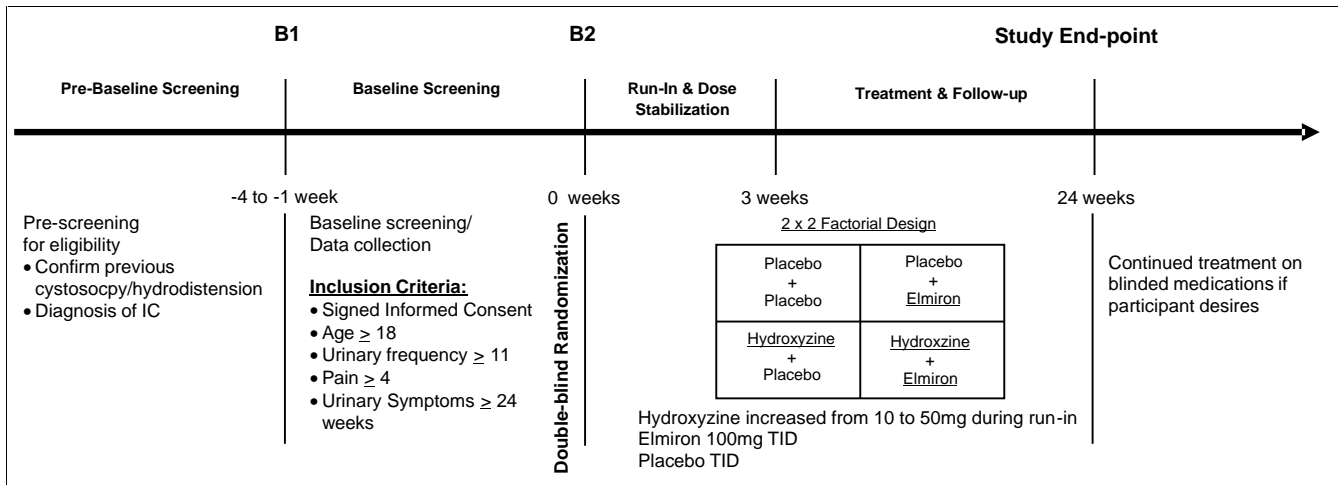 B1
B2
Study End-point
Pre-Baseline Screening
Baseline Screening
Run-In & Dose
Stabilization
Treatment & Follow-up
-4 to -1 week
0 weeks
3 weeks
24 weeks
Pre-screening
for eligibility
• Confirm previous
cystosocpy/hydrodistension
• Diagnosis of IC
Baseline screening/
Data collection
Inclusion Criteria:
• Signed Informed Consent
• Age ≥ 18
• Urinary frequency ≥ 11
• Pain ≥ 4
• Urinary Symptoms ≥ 24
weeks
Double-blind Randomization
2 x 2 Factorial Design
Placebo
+
Placebo
Placebo
+
Elmiron
Hydroxyzine
+
Placebo
Hydroxzine
+
Elmiron
Hydroxyzine increased from 10 to 50mg during run-in
Elmiron 100mg TID
Placebo TID
Continued treatment on
blinded medications if
participant desires